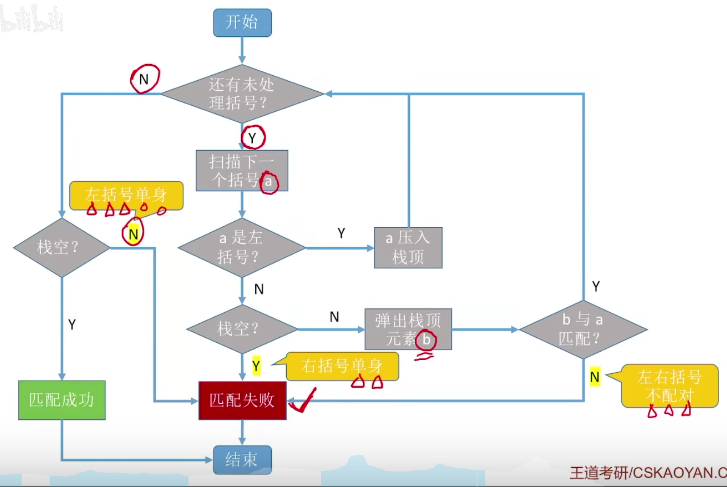 bilibili
开始
N
还有未处
理括号？
Y
扫描下一
个括号a
左括号单身
N
栈空？
a 是左
括号？
Y
a 压入
栈顶
N
Y
Y
栈空？
N
弹出栈顶
元素 b
b 与 a
匹配？
Y
右括号单身
N
左右括号
不配对
匹配成功
匹配失败
结束
王道考研/CSKAOYAN.C